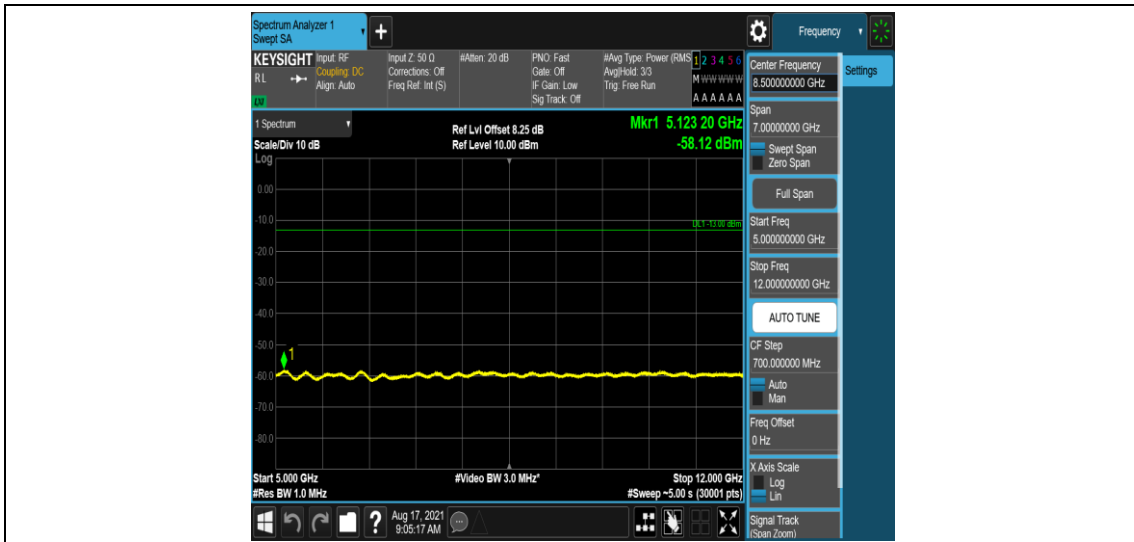 Spectrum Analyzer 1
Swept SA
+
Frequency
KEYSIGHT
RL
LM
Input: RF
Coupling: DC
Align: Auto
Input Z: 50 Ω
Corrections: Off
Freq Ref: Int (S)
#Atten: 20 dB
PNO: Fast
Gate: Off
IF Gain: Low
Sig Track: Off
#Avg Type: Power (RMS
Avg|Hold: 3/3
Trig: Free Run
1 2 3 4 5 6
M W W W W W
A A A A A A
1 Spectrum
Scale/Div 10 dB
Ref Lvl Offset 8.25 dB
Ref Level 10.00 dBm
Mkr1 5.123 20 GHz
-58.12 dBm
Log
0.00
-10.0
DL1 -13.00 dBm
-20.0
-30.0
-40.0
-50.0
1
-60.0
-70.0
-80.0
Start 5.000 GHz
#Res BW 1.0 MHz
#Video BW 3.0 MHz*
Stop 12.000 GHz
#Sweep ~5.00 s (30001 pts)
?
Aug 17, 2021
9:05:17 AM
Center Frequency
8.500000000 GHz
Settings
Span
7.00000000 GHz
Swept Span
Zero Span
Full Span
Start Freq
5.000000000 GHz
Stop Freq
12.000000000 GHz
AUTO TUNE
CF Step
700.000000 MHz
Auto
Man
Freq Offset
0 Hz
X Axis Scale
Log
Lin
Signal Track
(Span Zoom)